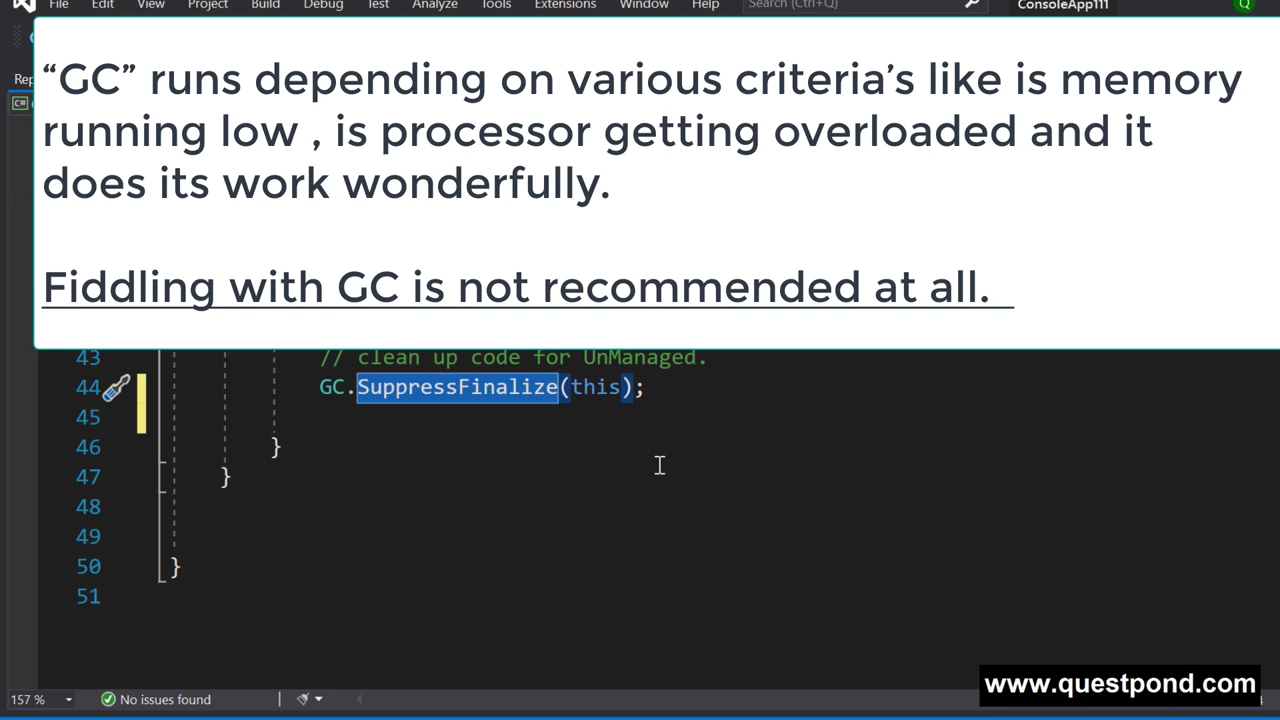 File Edit View Project Build Debug Test Analyze Tools Extensions Window Help Search (Ctrl+Q) ConsoleApp111 Q
“GC” runs depending on various criteria’s like is memory
running low , is processor getting overloaded and it
does its work wonderfully.
Fiddling with GC is not recommended at all.
Rep
C#
43 // clean up code for UnManaged.
44 GC.SuppressFinalize(this);
45
46 }
47 }
48
49
50 }
51
www.questpond.com
157 % No issues found